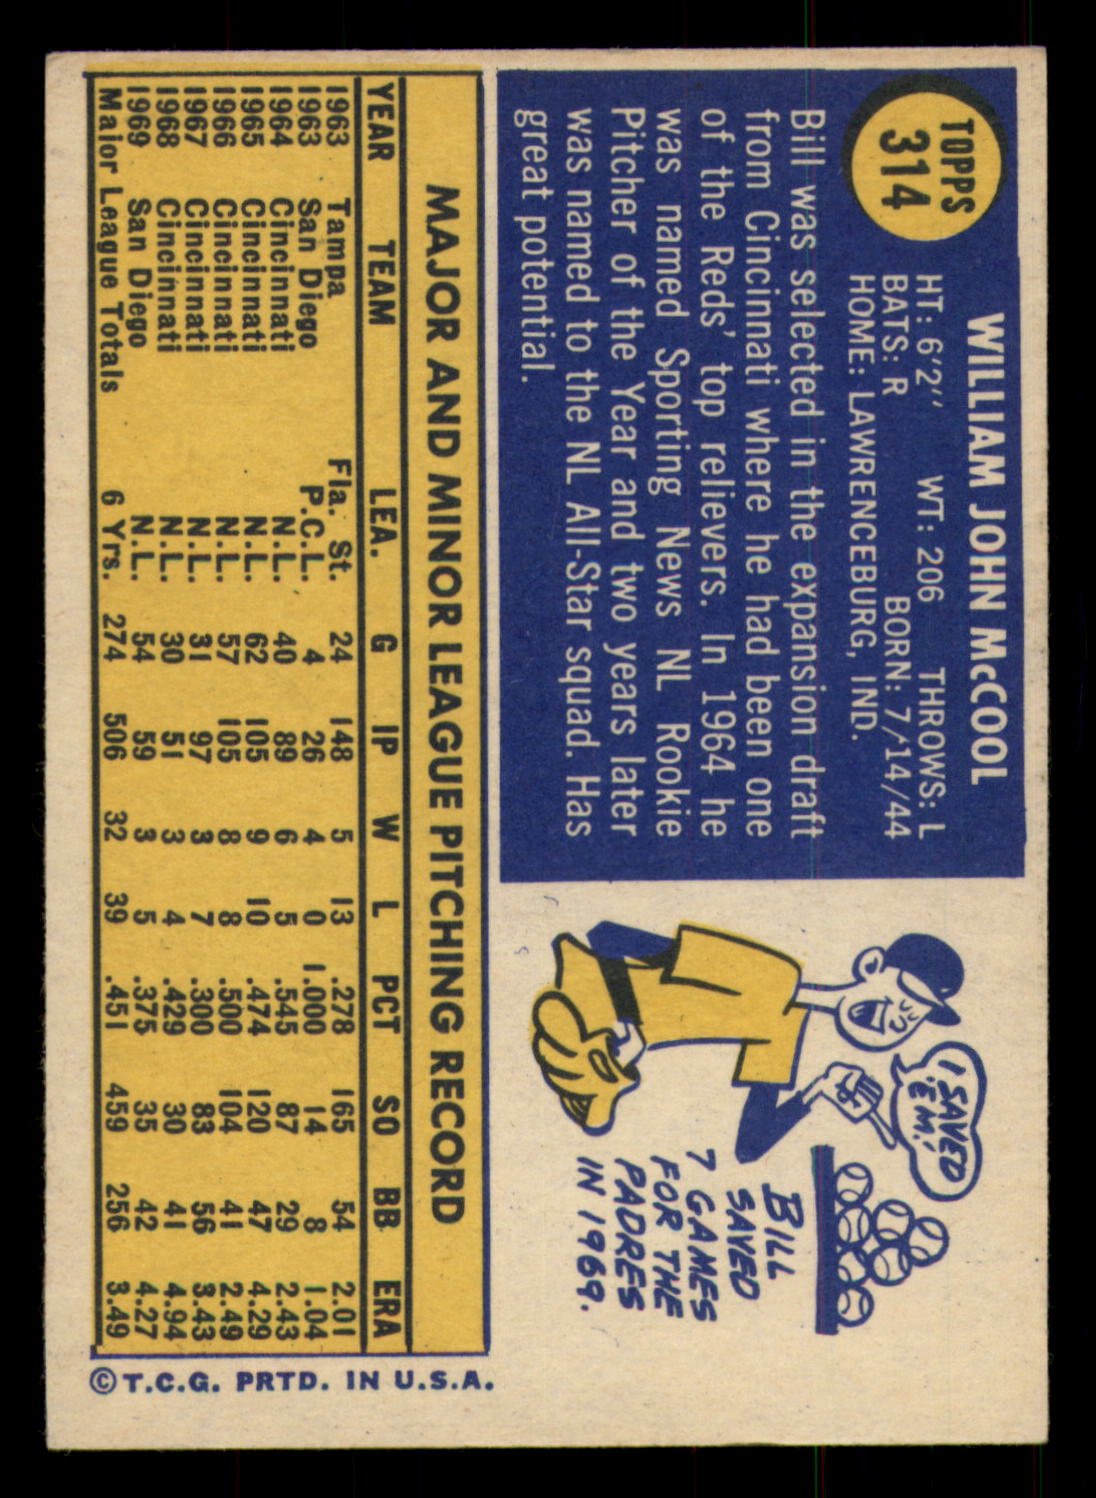 TOPPS
314
WILLIAM JOHN McCOOL
HT: 6'2" WT: 206 THROWS: L
BATS: R BORN: 7/14/44
HOME: LAWRENCEBURG, IND.
Bill was selected in the expansion draft
from Cincinnati where he had been one
of the Reds' top relievers. In 1964 he
was named Sporting News NL Rookie
Pitcher of the Year and two years later
was named to the NL All-Star squad. Has
great potential.
I SAVED
'EM!
BILL
SAVED
7 GAMES
FOR THE
PADRES
IN 1969.
MAJOR AND MINOR LEAGUE PITCHING RECORD
YEAR TEAM LEA. G IP W L PCT SO BB ERA
1963 Tampa Fla. St. 24 148 5 13 .278 165 54 2.01
1963 San Diego P.C.L. 4 26 4 0 1.000 14 8 1.04
1964 Cincinnati N.L. 40 89 6 5 .545 87 29 2.43
1965 Cincinnati N.L. 62 105 9 10 .474 120 47 4.29
1966 Cincinnati N.L. 57 105 8 8 .500 104 41 2.49
1967 Cincinnati N.L. 31 97 3 7 .300 83 56 3.43
1968 Cincinnati N.L. 30 51 3 4 .429 30 41 4.94
1969 San Diego N.L. 54 59 3 5 .375 35 42 4.27
Major League Totals 6 Yrs. 274 506 32 39 .451 459 256 3.49
© T.C.G. PRTD. IN U.S.A.